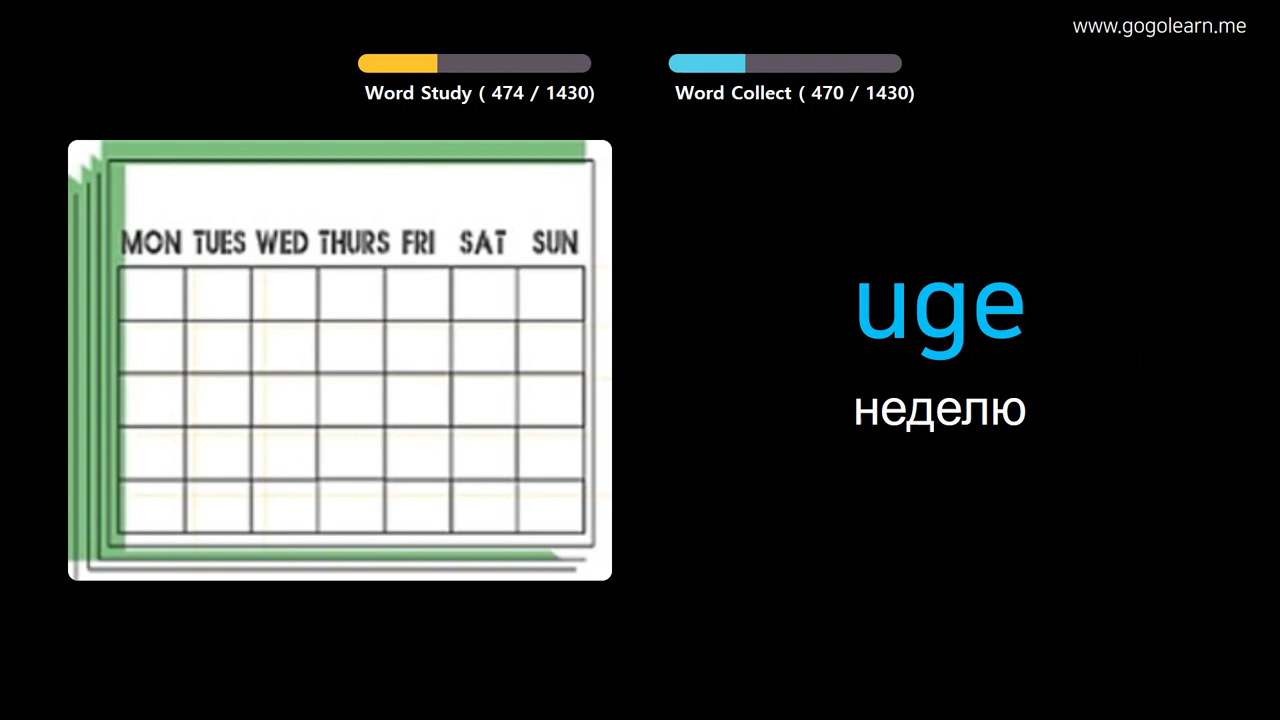 www.gogolearn.me
Word Study ( 474 / 1430)
Word Collect ( 470 / 1430)
MON TUES WED THURS FRI SAT SUN
uge
неделю